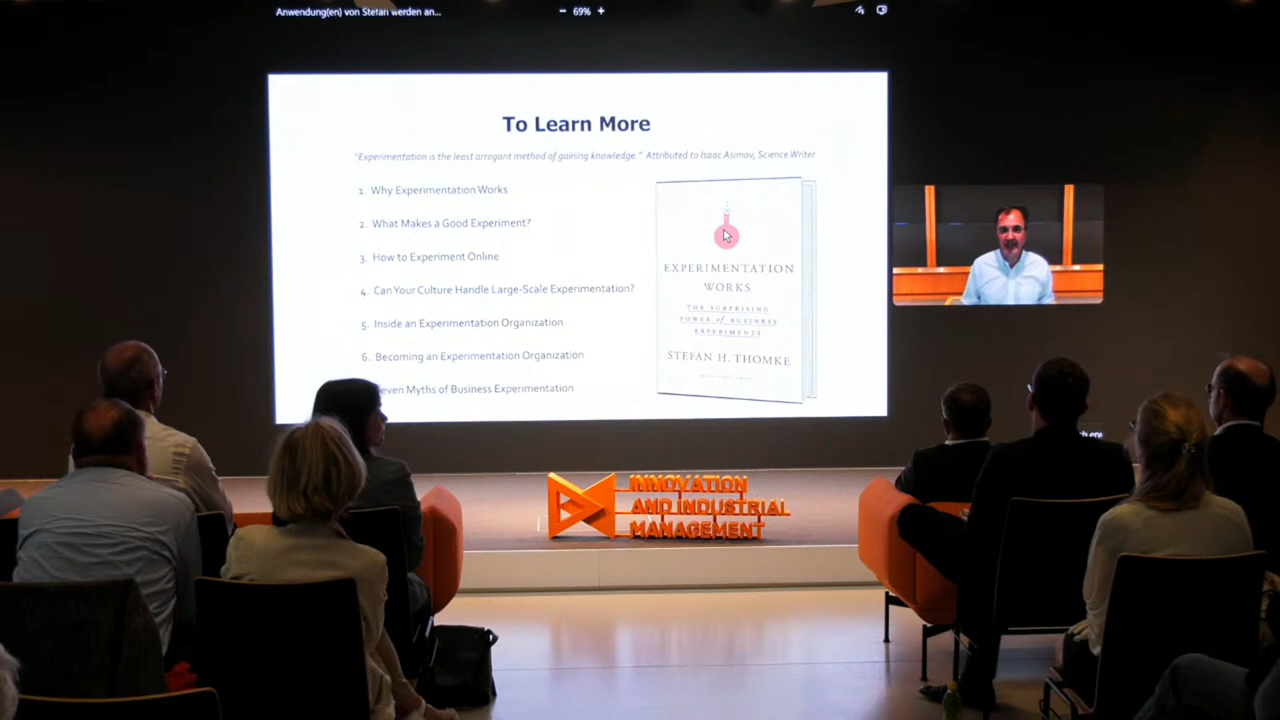 Anwendung(en) von Stefan werden an...
69%
To Learn More
"Experimentation is the least arrogant method of gaining knowledge." Attributed to Isaac Asimov, Science Writer
1. Why Experimentation Works
2. What Makes a Good Experiment?
3. How to Experiment Online
4. Can Your Culture Handle Large-Scale Experimentation?
5. Inside an Experimentation Organization
6. Becoming an Experimentation Organization
even Myths of Business Experimentation
EXPERIMENTATION
WORKS
THE SURPRISING
POWER of BUSINESS
EXPERIMENTS
STEFAN H. THOMKE
INNOVATION
AND INDUSTRIAL
MANAGEMENT